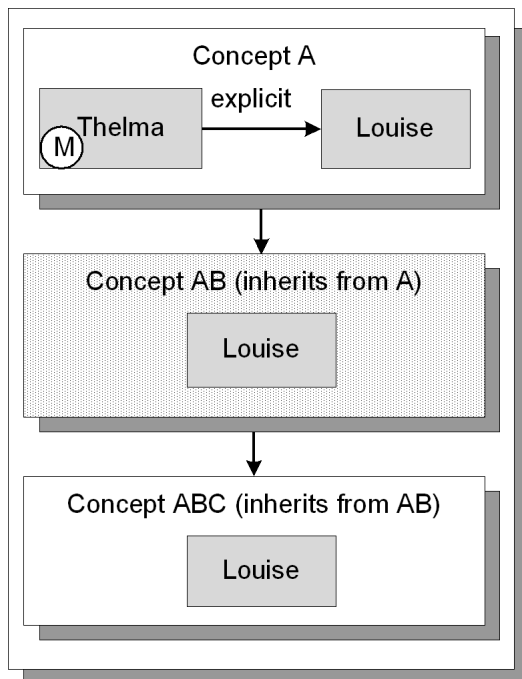 Concept A
explicit
Thelma
Louise
M
Concept AB (inherits from A)
Louise
Concept ABC (inherits from AB)
Louise